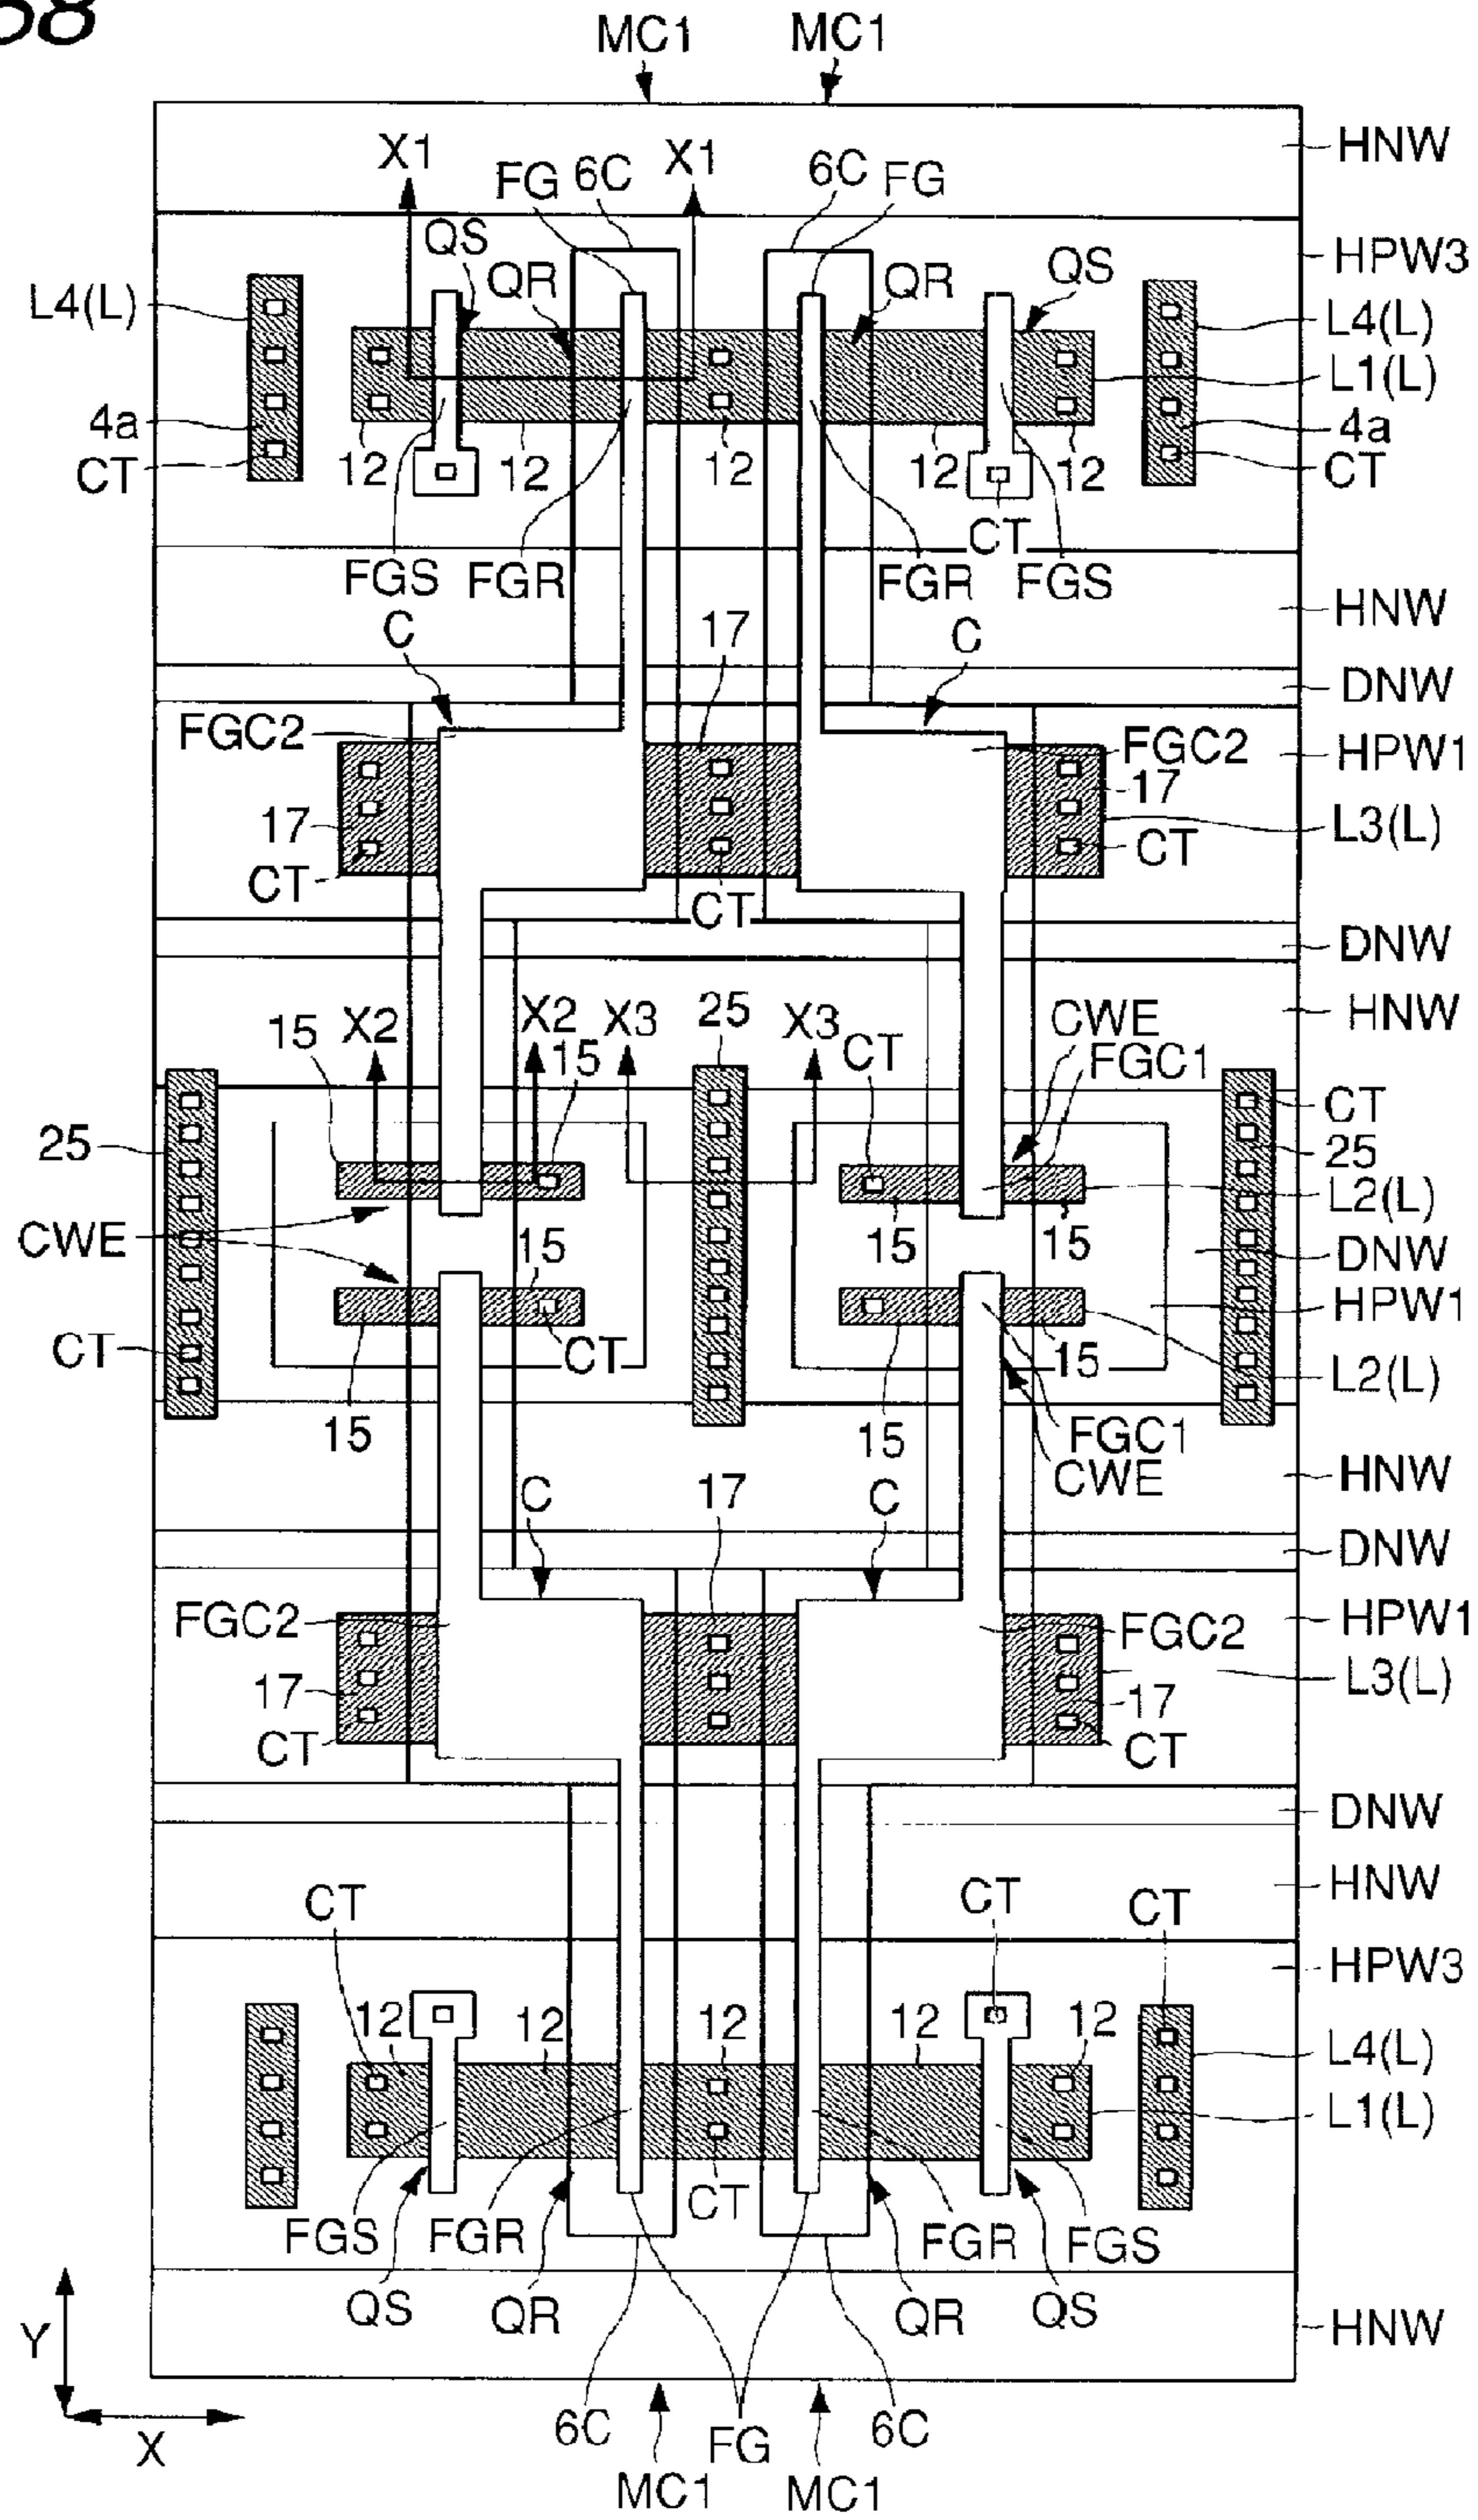 58
MC1 MC1
X1 FG 6C X1 6C FG HNW
QS QR QR QS HPW3
L4(L) L4(L)
L1(L)
4a 4a
CT 12 12 12 12 12 CT
CT
FGS FGR FGR FGS
HNW
C 17 C
DNW
FGC2 FGC2 HPW1
17 17 L3(L)
CT CT CT
DNW
HNW
15 X2 X2 15 X3 25 X3 CT CWE
FGC1
CT
25 25
L2(L)
CWE 15 15 15 DNW
HPW1
CT CT 15
L2(L)
15 15 FGC1
CWE HNW
C 17 C
DNW
FGC2 FGC2 HPW1
17 17 L3(L)
CT CT
DNW
HNW
CT CT CT
HPW3
12 12 12 12 12
L4(L)
L1(L)
CT
FGS FGR FGR FGS
QS QR QR QS
Y HNW
X 6C FG 6C
MC1 MC1